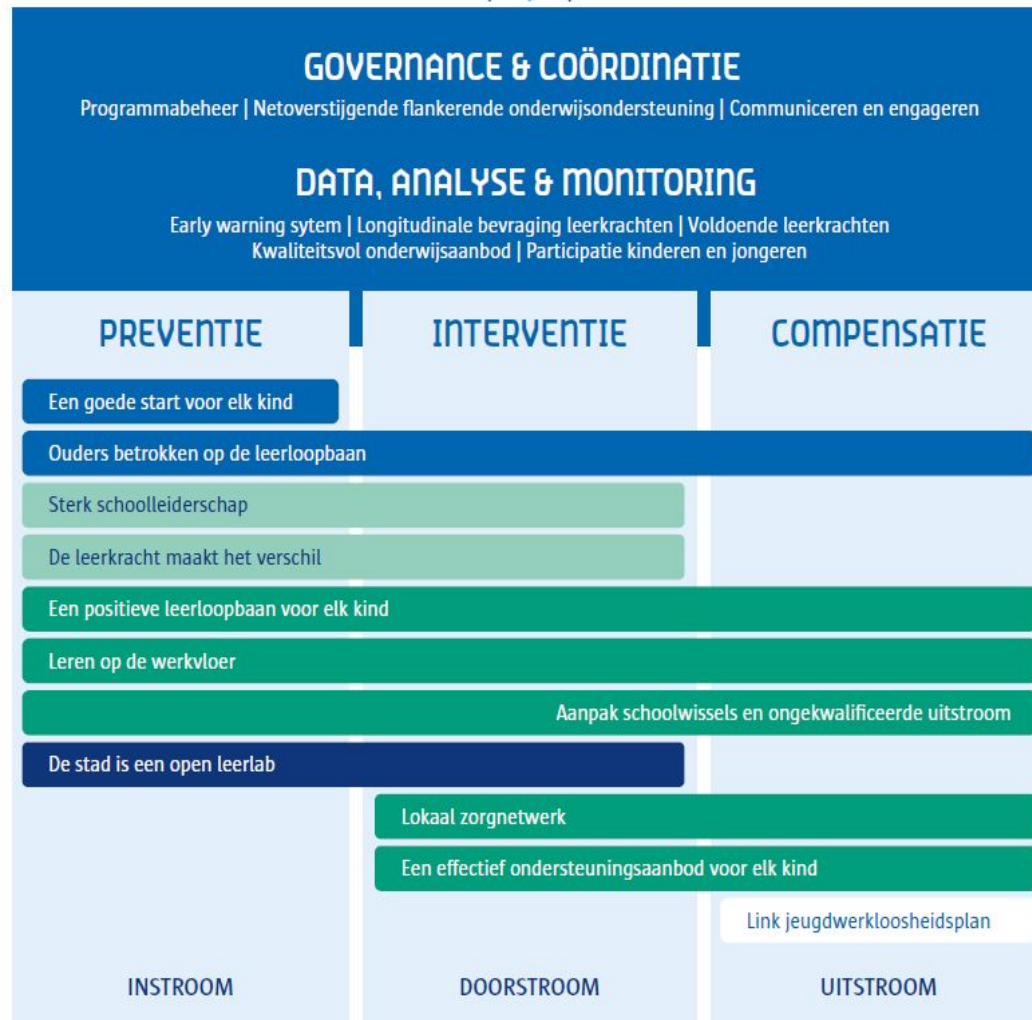 GOVERNANCE & COÖRDINATIE
Programmabeheer | Netoverstijgende flankerende onderwijsondersteuning | Communiceren en engageren
DATA, ANALYSE & MONITORING
Early warning sytem | Longitudinale bevraging leerkrachten | Voldoende leerkrachten
Kwaliteitsvol onderwijsaanbod | Participatie kinderen en jongeren
PREVENTIE
INTERVENTIE
COMPENSATIE
Een goede start voor elk kind
Ouders betrokken op de leerloopbaan
Sterk schoolleiderschap
De leerkracht maakt het verschil
Een positieve leerloopbaan voor elk kind
Leren op de werkvloer
Aanpak schoolwissels en ongekwalificeerde uitstroom
De stad is een open leerlab
Lokaal zorgnetwerk
Een effectief ondersteuningsaanbod voor elk kind
Link jeugdwerkloosheidsplan
INSTROOM
DOORSTROOM
UITSTROOM